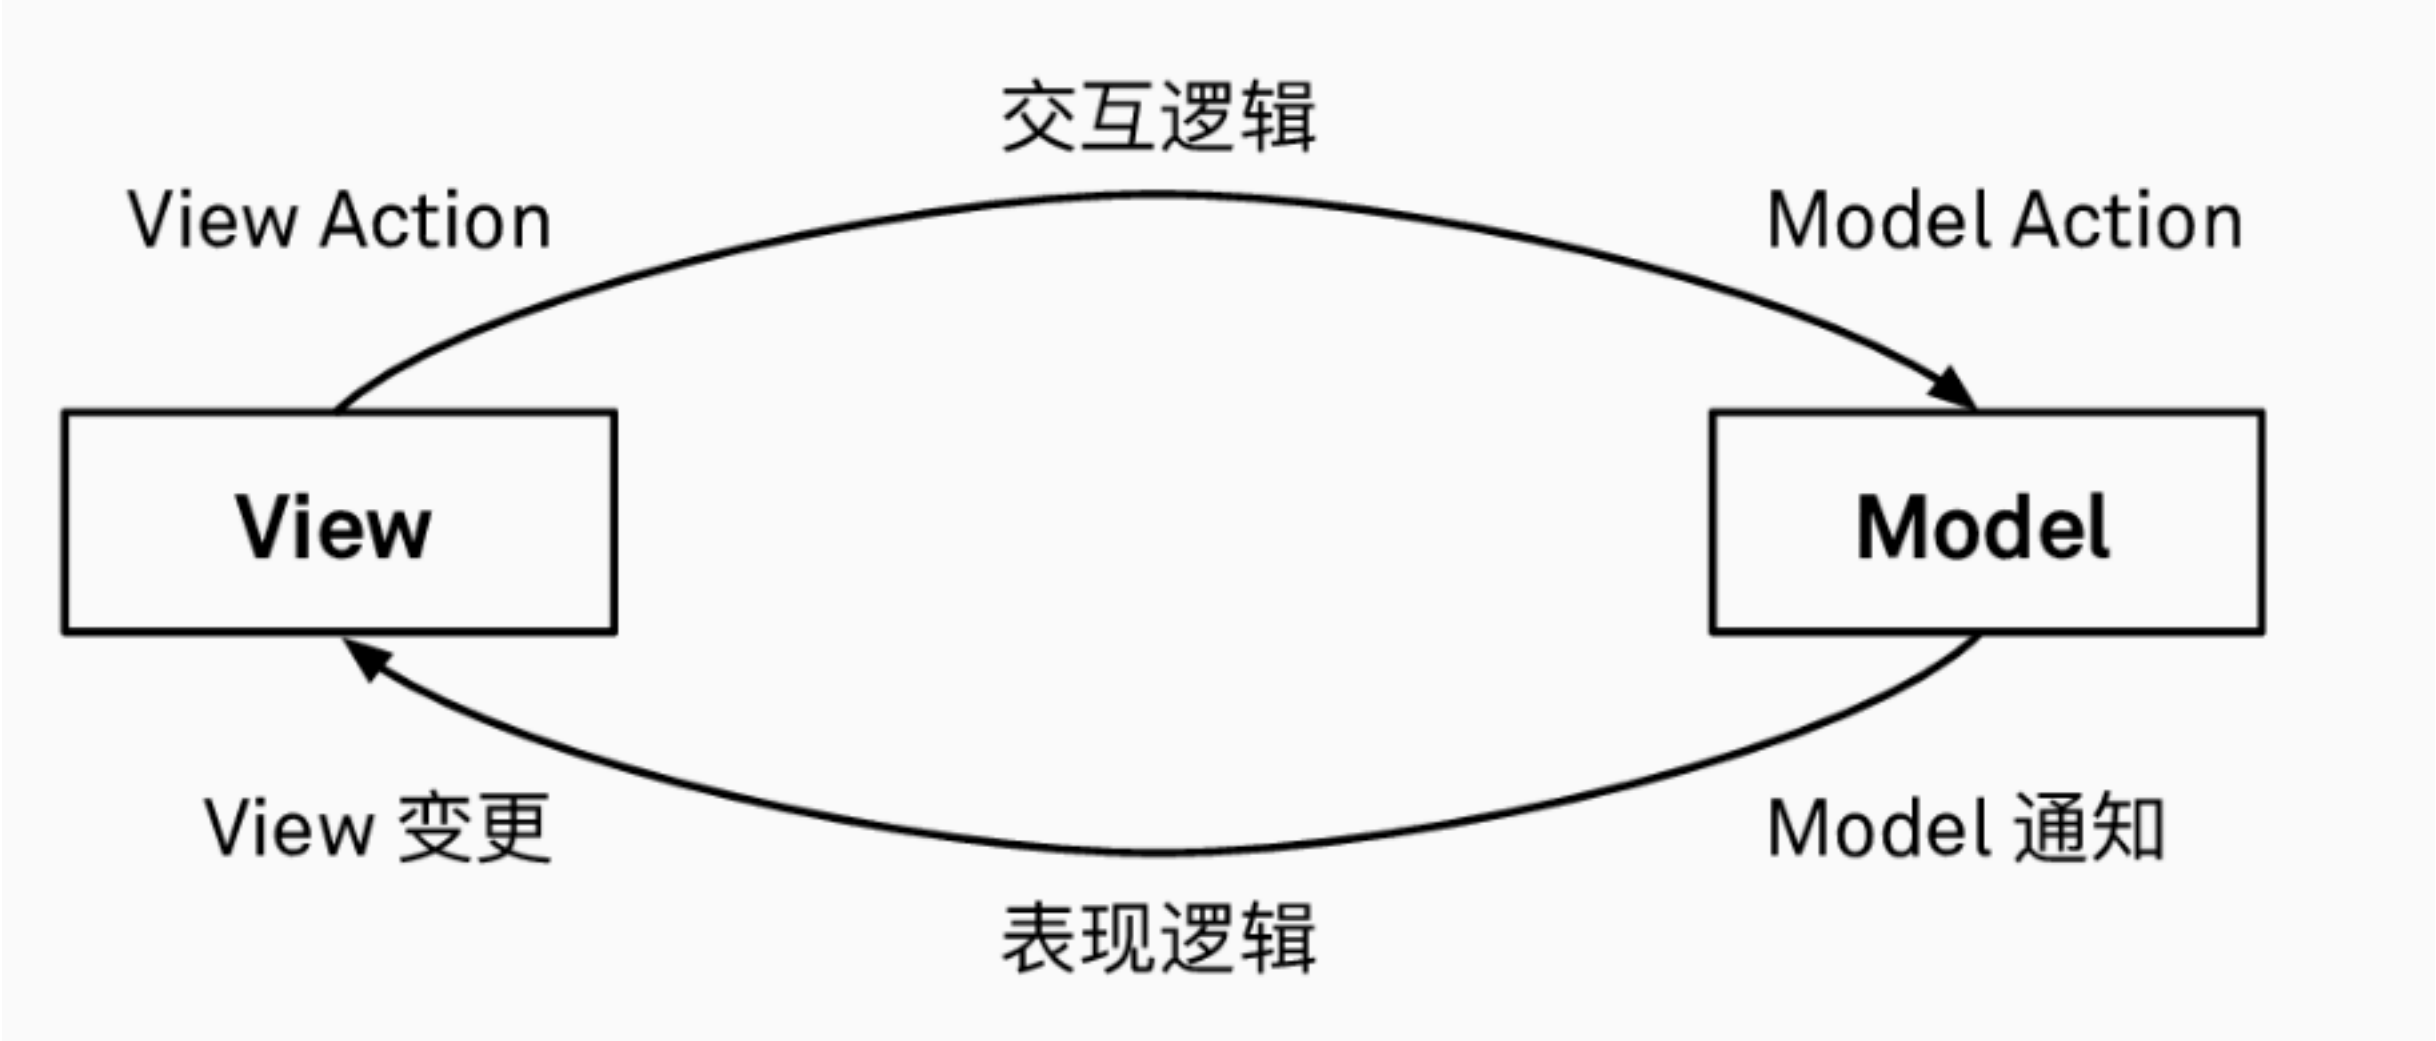 交互逻辑
View Action
Model Action
View
Model
View 变更
Model 通知
表现逻辑